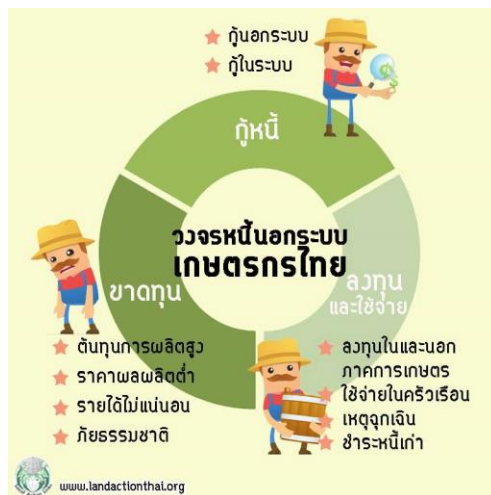 กู้นอกระบบ
กู้ในระบบ
กู้หนี้
วงจรหนี้นอกระบบ
เกษตรกรไทย
ลงทุน
และใช้จ่าย
ขาดทุน
ต้นทุนการผลิตสูง
ราคาผลผลิตต่ำ
รายได้ไม่แน่นอน
ภัยธรรมชาติ
ลงทุนในและนอก
ภาคการเกษตร
ใช้จ่ายในครัวเรือน
เหตุฉุกเฉิน
ชำระหนี้เก่า
www.landactionthai.org